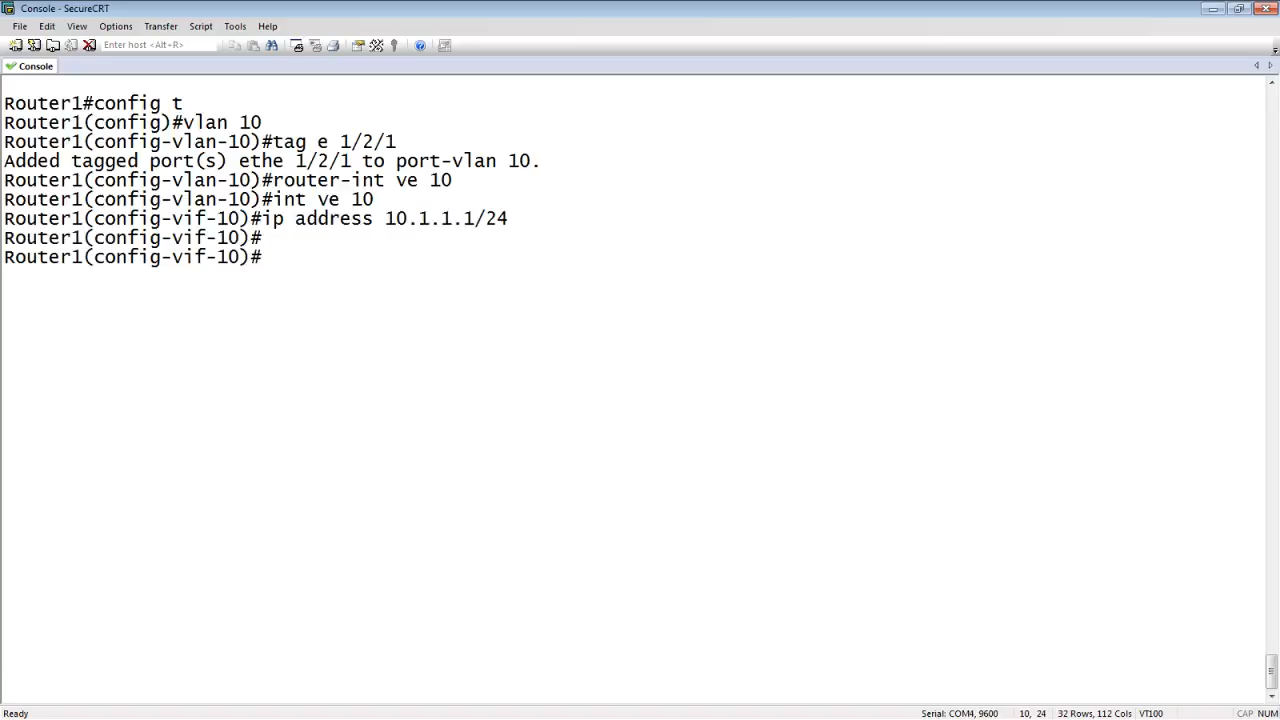 Console - SecureCRT
File Edit View Options Transfer Script Tools Help
Enter host <Alt+R>
Console
Router1#config t
Router1(config)#vlan 10
Router1(config-vlan-10)#tag e 1/2/1
Added tagged port(s) ethe 1/2/1 to port-vlan 10.
Router1(config-vlan-10)#router-int ve 10
Router1(config-vlan-10)#int ve 10
Router1(config-vif-10)#ip address 10.1.1.1/24
Router1(config-vif-10)#
Router1(config-vif-10)#
Ready Serial: COM4, 9600 10, 24 32 Rows, 112 Cols VT100 CAP NUM